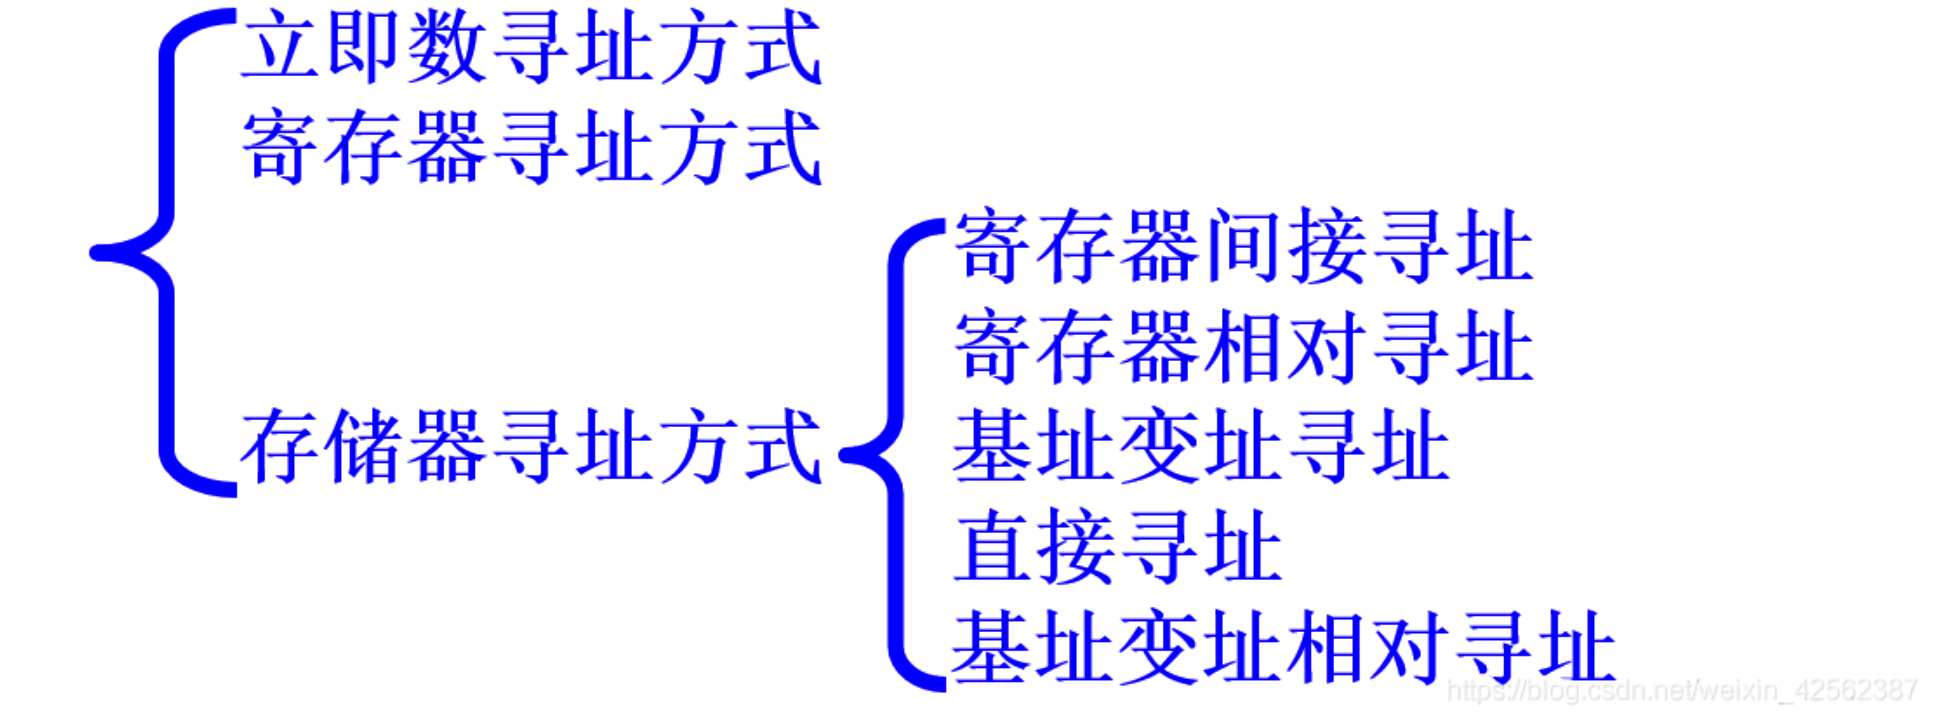 立即数寻址方式
寄存器寻址方式
存储器寻址方式
寄存器间接寻址
寄存器相对寻址
基址变址寻址
直接寻址
基址变址相对寻址
https://blog.csdn.net/weixin_42562387